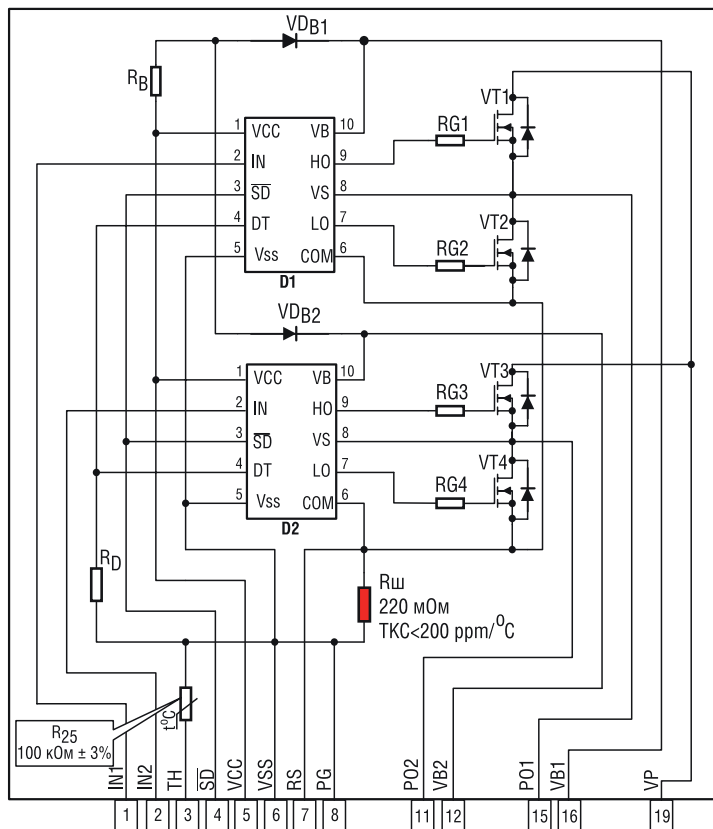 VDB1
RB
1 VCC VB 10
2 IN HO 9
3 SD VS 8
4 DT LO 7
5 Vss COM 6
D1
RG1
VT1
RG2
VT2
VDB2
1 VCC VB 10
2 IN HO 9
3 SD VS 8
4 DT LO 7
5 Vss COM 6
D2
RG3
VT3
RG4
VT4
RD
Rш
220 мОм
ТКС<200 ppm/°C
t°C
R25
100 кОм ± 3%
IN1 IN2 TH SD VCC VSS RS PG PO2 VB2 PO1 VB1 VP
1 2 3 4 5 6 7 8 11 12 15 16 19